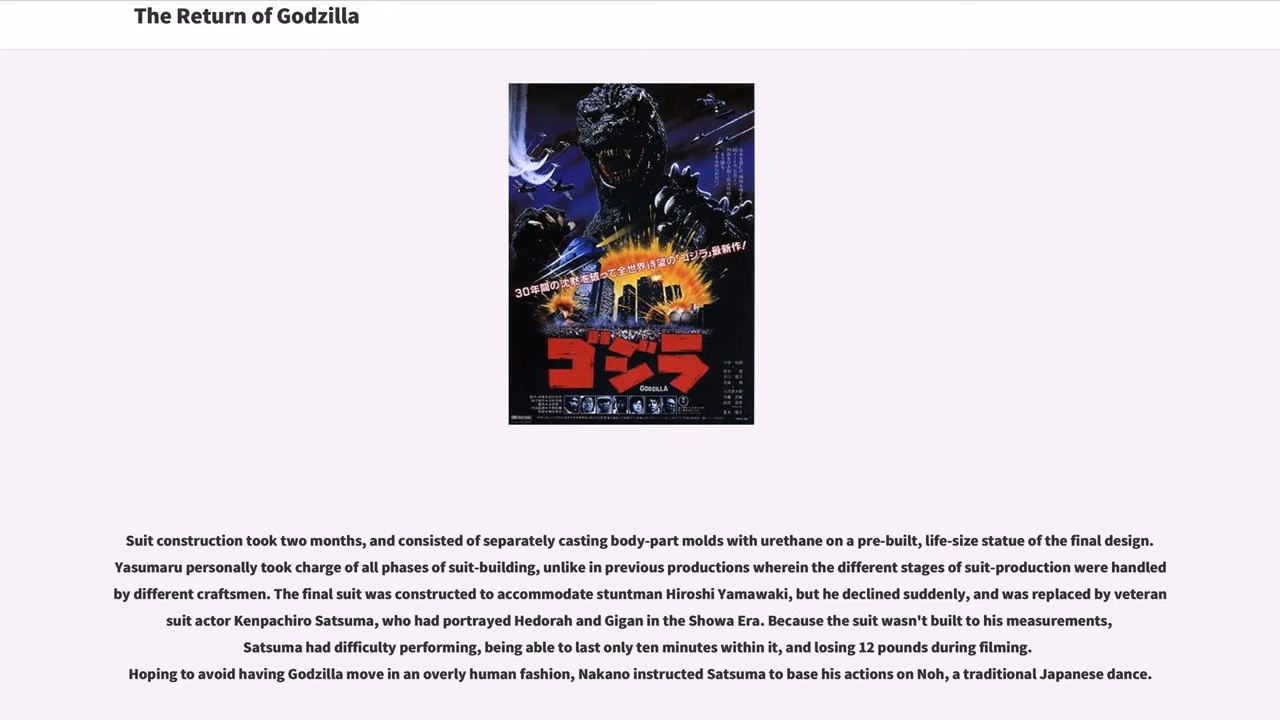 The Return of Godzilla
30年間の沈黙を破って全世界待望の「ゴジラ」最新作!
ゴジラ
GODZILLA
Suit construction took two months, and consisted of separately casting body-part molds with urethane on a pre-built, life-size statue of the final design.
Yasumaru personally took charge of all phases of suit-building, unlike in previous productions wherein the different stages of suit-production were handled
by different craftsmen. The final suit was constructed to accommodate stuntman Hiroshi Yamawaki, but he declined suddenly, and was replaced by veteran
suit actor Kenpachiro Satsuma, who had portrayed Hedorah and Gigan in the Showa Era. Because the suit wasn't built to his measurements,
Satsuma had difficulty performing, being able to last only ten minutes within it, and losing 12 pounds during filming.
Hoping to avoid having Godzilla move in an overly human fashion, Nakano instructed Satsuma to base his actions on Noh, a traditional Japanese dance.